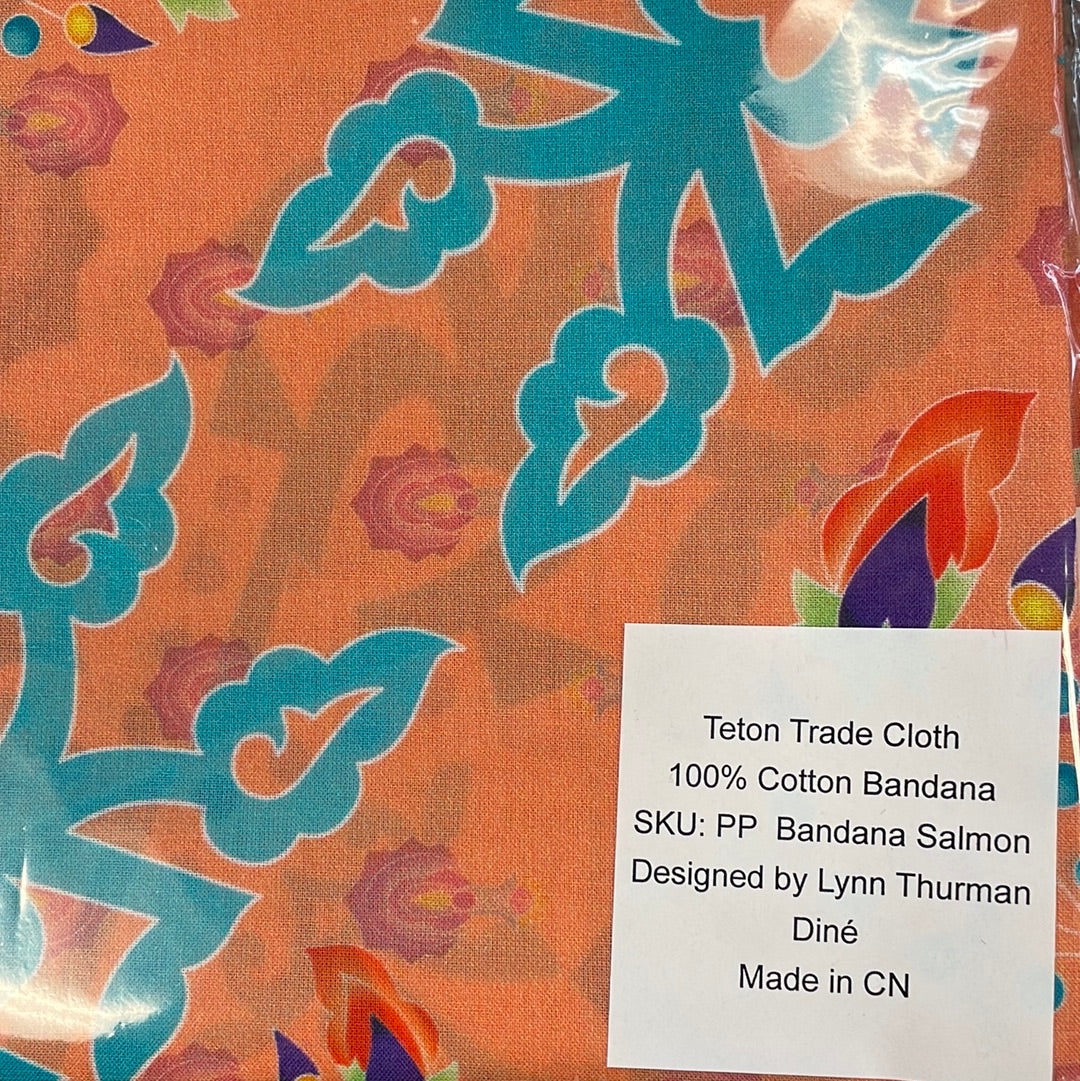 Teton Trade Cloth
100% Cotton Bandana
SKU: PP  Bandana Salmon
Designed by Lynn Thurman
Diné
Made in CN